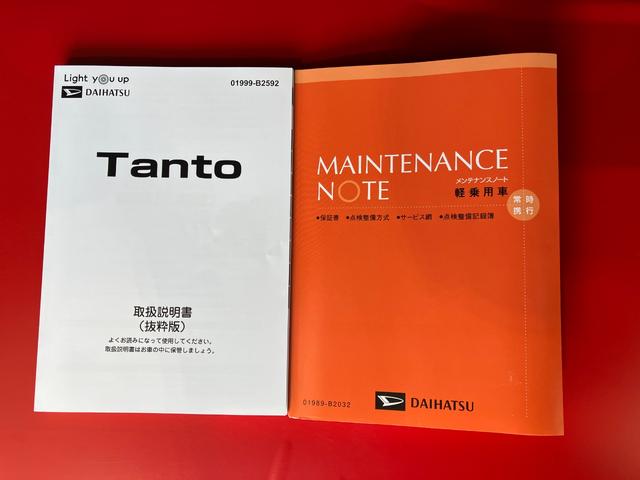 Light you up
DAIHATSU
01999-B2592
Tanto
取扱説明書
（抜粋版）
よくお読みになって使用してください。
取扱説明書はお車の中に保管しましょう。
MAINTENANCE
NOTE
メンテナンスノート
軽乗用車
常時
携行
●保証書 ●点検整備方式 ●サービス網 ●点検整備記録簿
01989-B2032
DAIHATSU